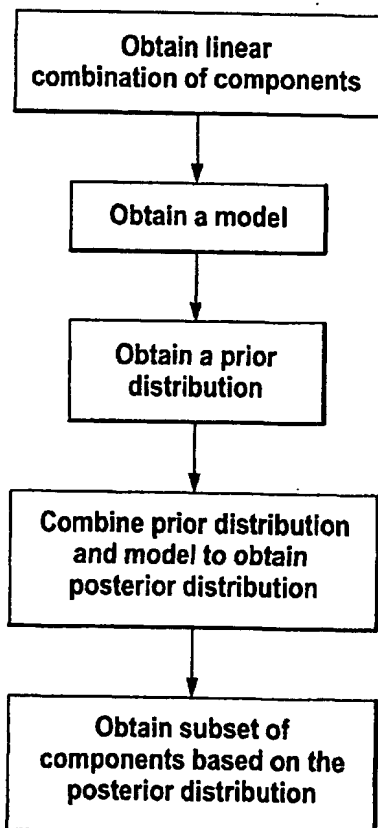 Obtain linear
combination of components
Obtain a model
Obtain a prior
distribution
Combine prior distribution
and model to obtain
posterior distribution
Obtain subset of
components based on the
posterior distribution